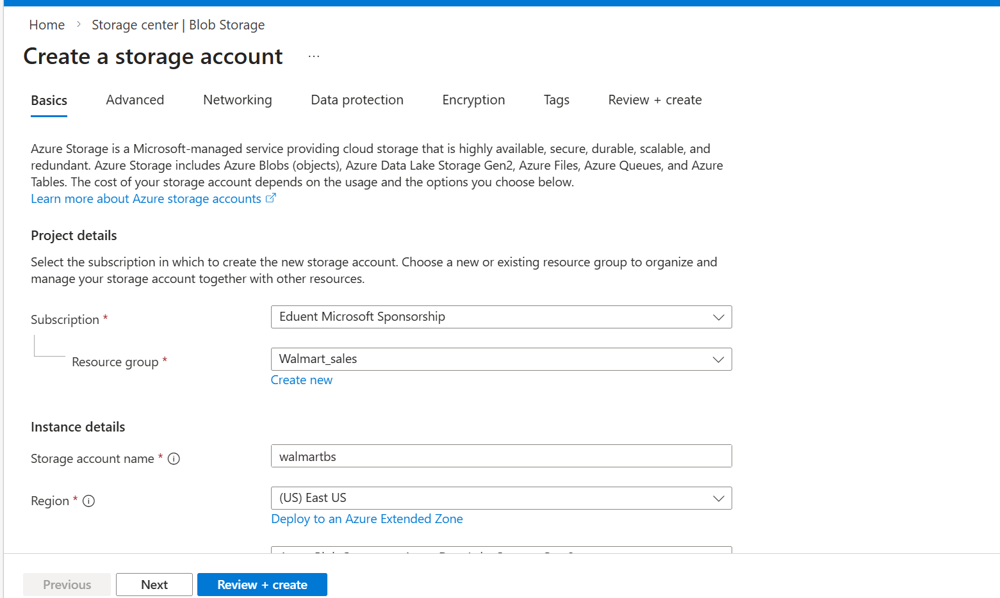 Home > Storage center | Blob Storage
Create a storage account ...
Basics Advanced Networking Data protection Encryption Tags Review + create
Azure Storage is a Microsoft-managed service providing cloud storage that is highly available, secure, durable, scalable, and
redundant. Azure Storage includes Azure Blobs (objects), Azure Data Lake Storage Gen2, Azure Files, Azure Queues, and Azure
Tables. The cost of your storage account depends on the usage and the options you choose below.
Learn more about Azure storage accounts
Project details
Select the subscription in which to create the new storage account. Choose a new or existing resource group to organize and
manage your storage account together with other resources.
Subscription * Eduent Microsoft Sponsorship
Resource group * Walmart_sales
Create new
Instance details
Storage account name * walmartbs
Region * (US) East US
Deploy to an Azure Extended Zone
Previous Next Review + create